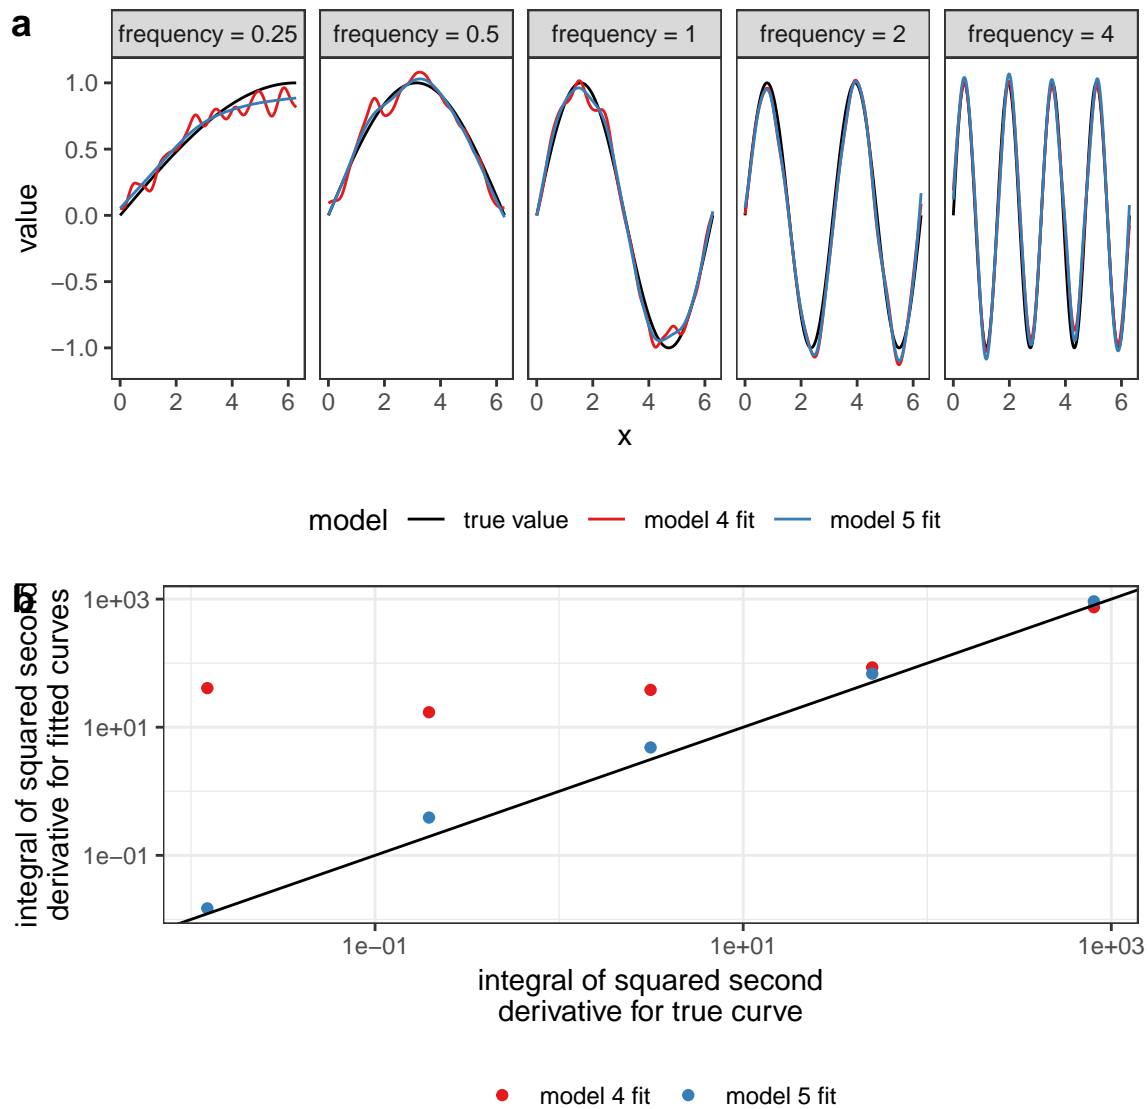 a
frequency = 0.25 frequency = 0.5 frequency = 1 frequency = 2 frequency = 4
value
1.0
0.5
0.0
−0.5
−1.0
0 2 4 6 0 2 4 6 0 2 4 6 0 2 4 6 0 2 4 6
x
model true value model 4 fit model 5 fit
b
integral of squared second
derivative for fitted curves
1e+03
1e+01
1e−01
1e−01 1e+01 1e+03
integral of squared second
derivative for true curve
model 4 fit model 5 fit